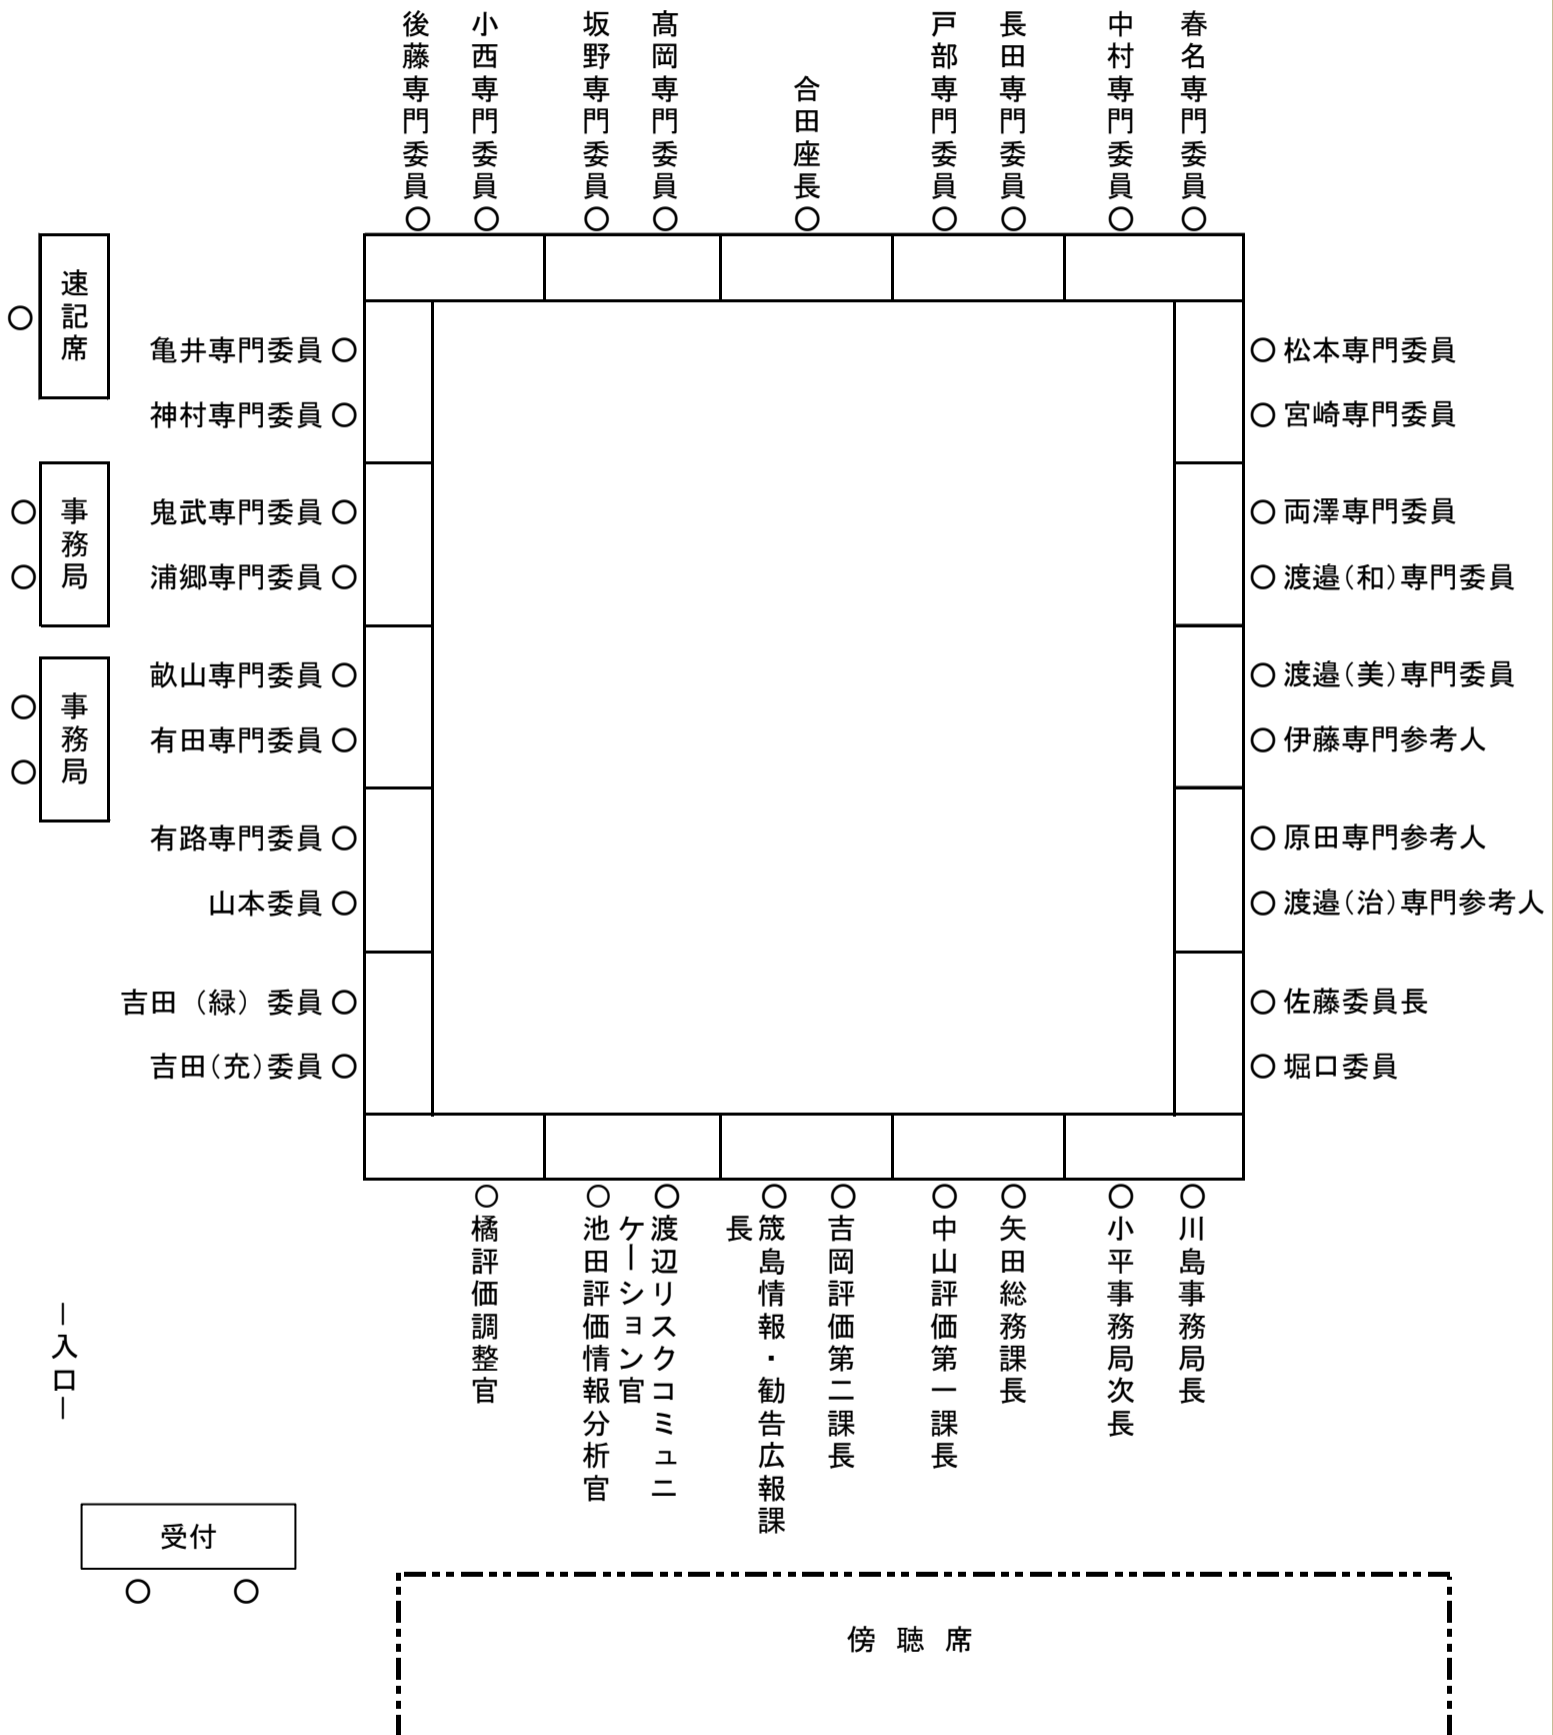 後藤専門委員
小西専門委員
坂野専門委員
髙岡専門委員
合田座長
戸部専門委員
長田専門委員
中村専門委員
春名専門委員
速記席
亀井専門委員
神村専門委員
事務局
鬼武専門委員
浦郷専門委員
事務局
畝山専門委員
有田専門委員
有路専門委員
山本委員
吉田（緑）委員
吉田（充）委員
松本専門委員
宮崎専門委員
両澤専門委員
渡邉（和）専門委員
渡邉（美）専門委員
伊藤専門参考人
原田専門参考人
渡邉（治）専門参考人
佐藤委員長
堀口委員
橘評価調整官
池田評価情報分析官
渡辺リスクコミュニ
ケーション官
筬島情報・勧告広報課
長
吉岡評価第二課長
中山評価第一課長
矢田総務課長
小平事務局次長
川島事務局長
－入口－
受付
傍聴席